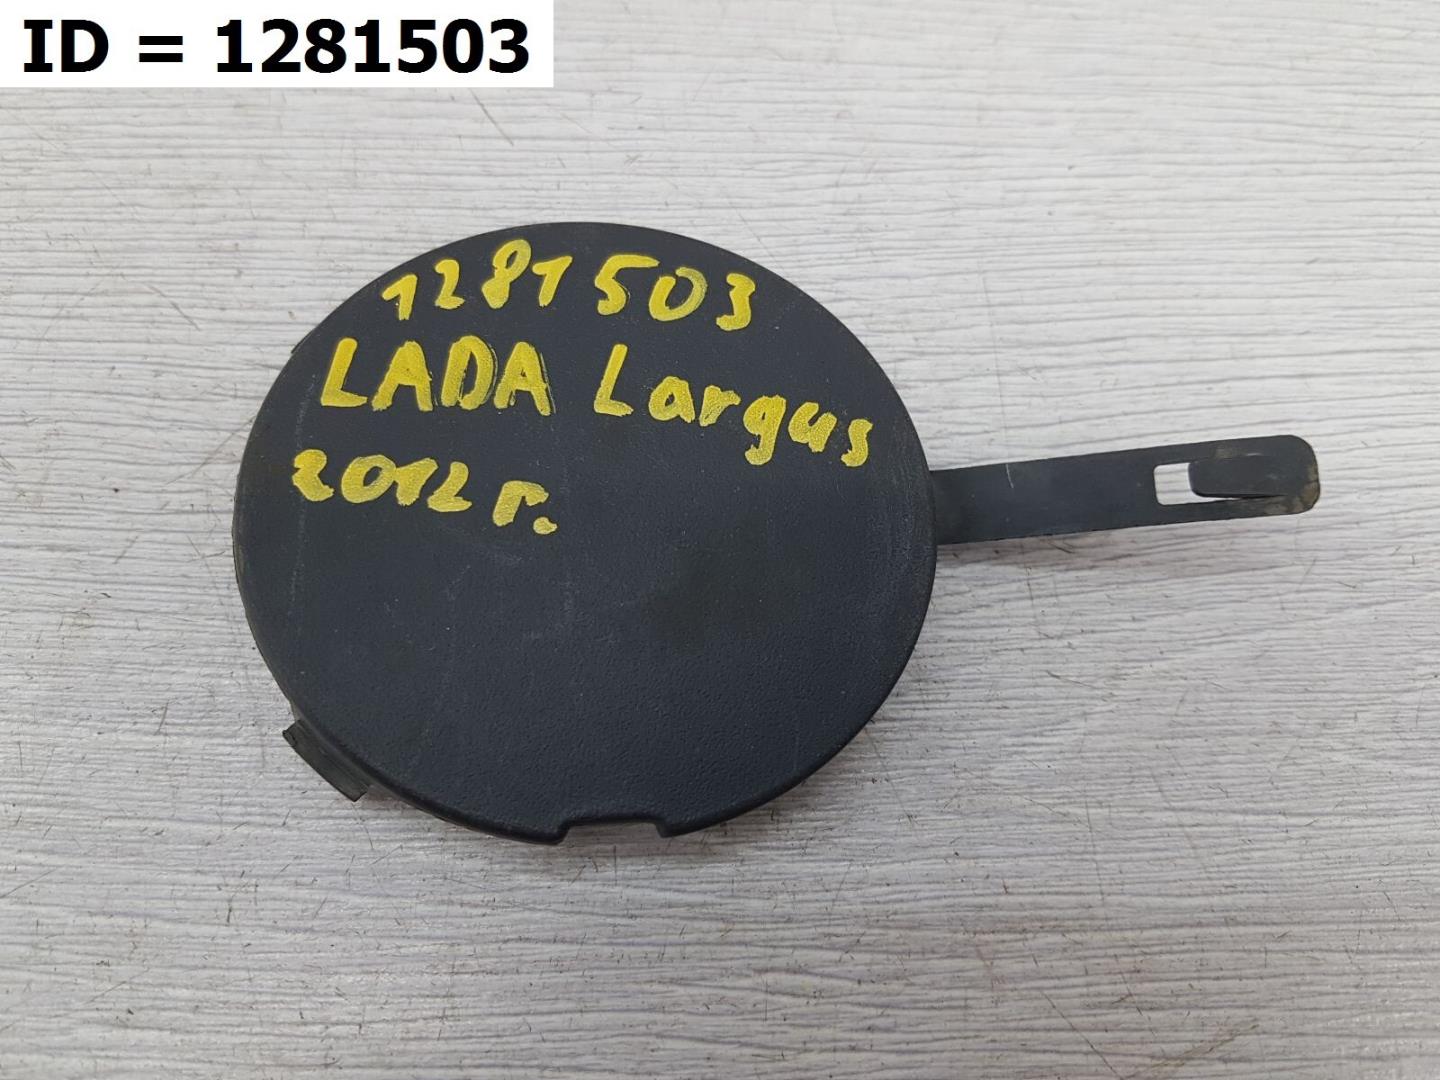 ID = 1281503
1281503
LADA Largus
2012 г.